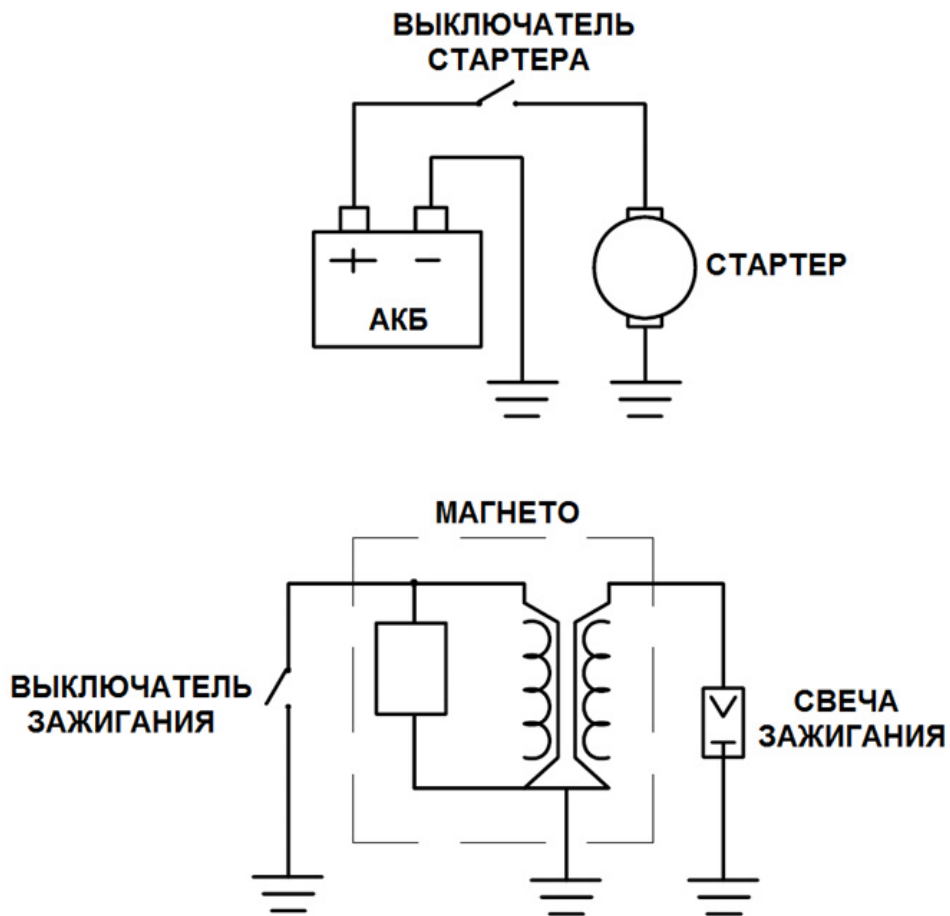 ВЫКЛЮЧАТЕЛЬ
СТАРТЕРА
+ −
АКБ
СТАРТЕР
МАГНЕТО
ВЫКЛЮЧАТЕЛЬ
ЗАЖИГАНИЯ
СВЕЧА
ЗАЖИГАНИЯ